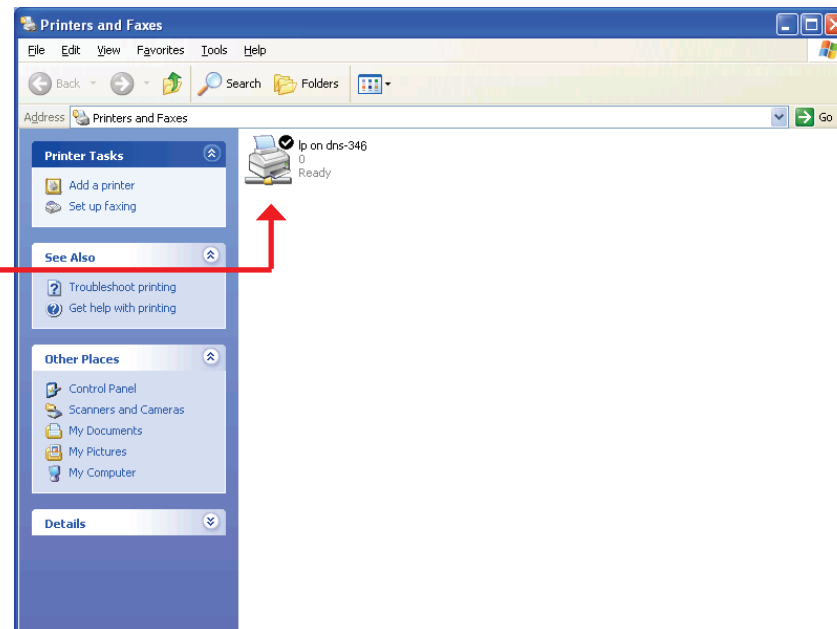 Printers and Faxes
File Edit View Favorites Tools Help
Back Search Folders
Address Printers and Faxes Go
Printer Tasks
Add a printer
Set up faxing
See Also
Troubleshoot printing
Get help with printing
Other Places
Control Panel
Scanners and Cameras
My Documents
My Pictures
My Computer
Details
lp on dns-346
0
Ready